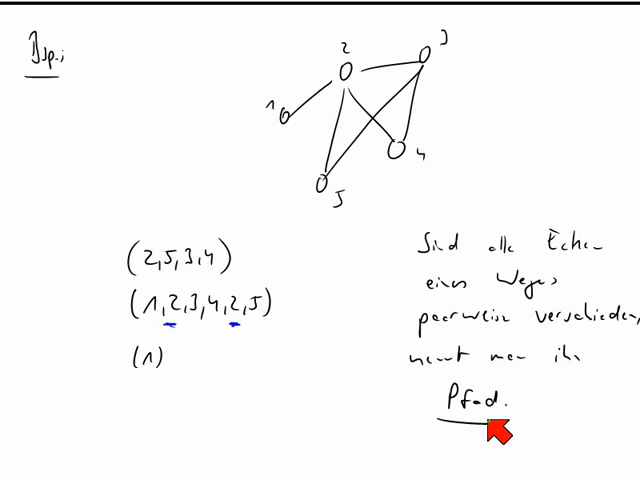 Bsp.:
2
3
1
4
5
(2,5,3,4)
(1,2,3,4,2,5)
(1)
Sind alle Ecken
eines Weges
paarweise verschieden,
nennt man ihn
Pfad.